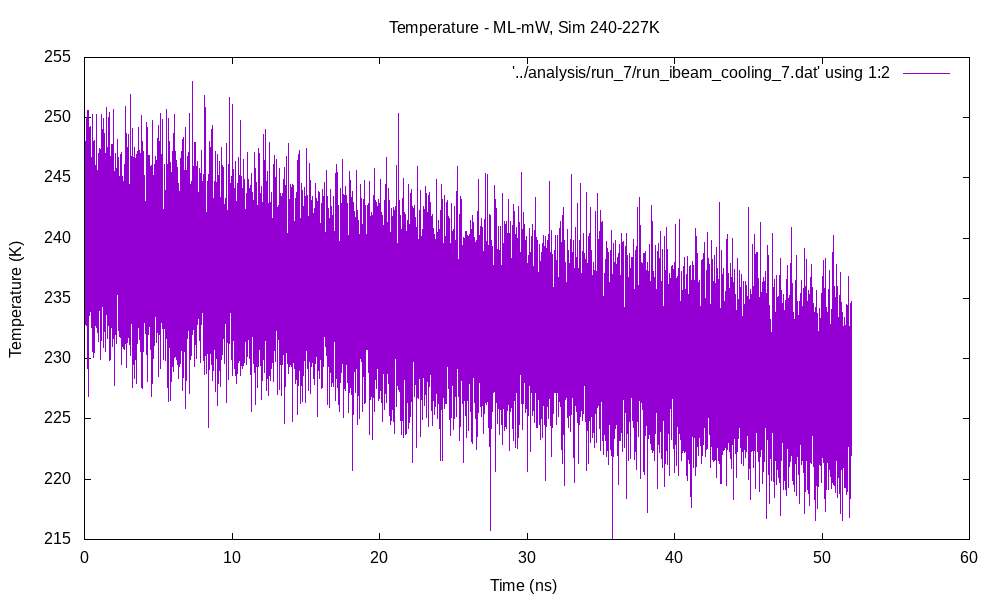 Temperature - ML-mW, Sim 240-227K
'../analysis/run_7/run_ibeam_cooling_7.dat' using 1:2
255
250
245
240
235
230
225
220
215
Temperature (K)
0 10 20 30 40 50 60
Time (ns)